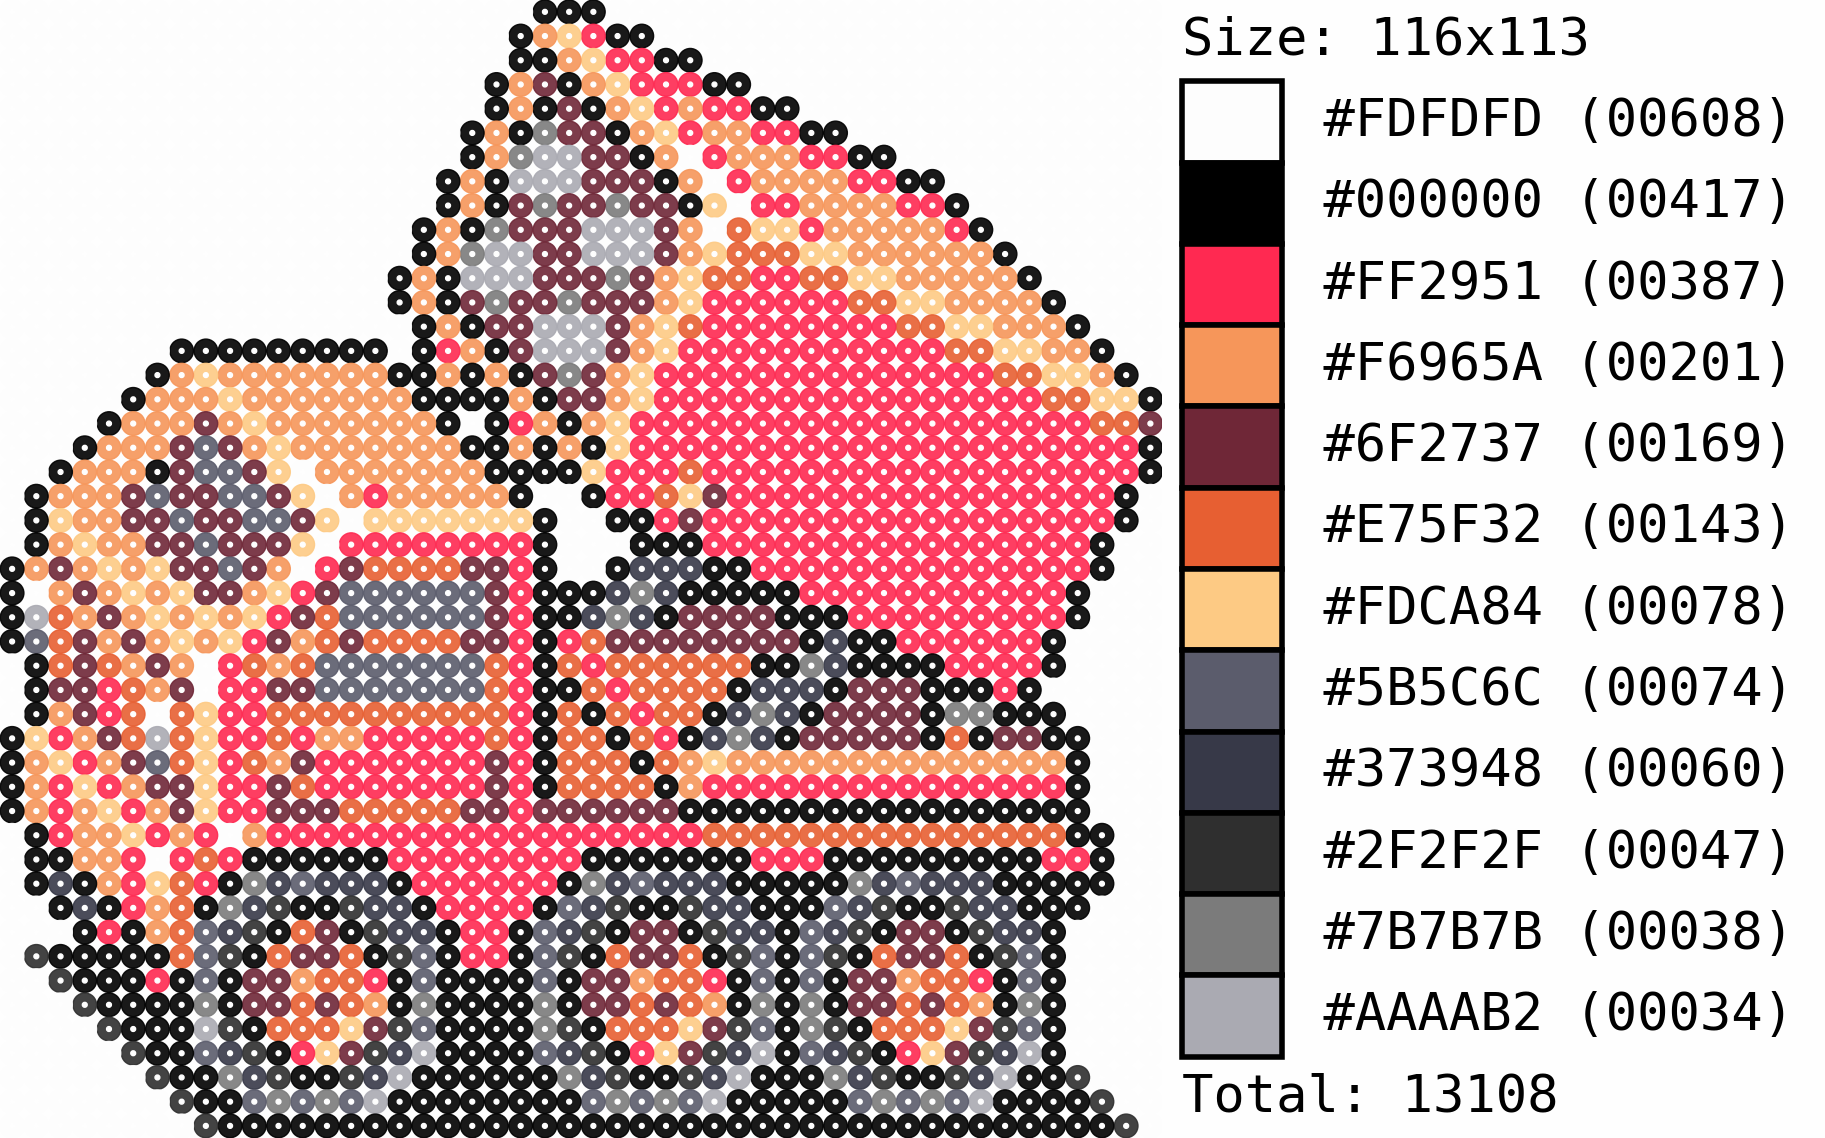 Size: 116x113
#FDFDFD (00608)
#000000 (00417)
#FF2951 (00387)
#F6965A (00201)
#6F2737 (00169)
#E75F32 (00143)
#FDCA84 (00078)
#5B5C6C (00074)
#373948 (00060)
#2F2F2F (00047)
#7B7B7B (00038)
#AAAAB2 (00034)
Total: 13108